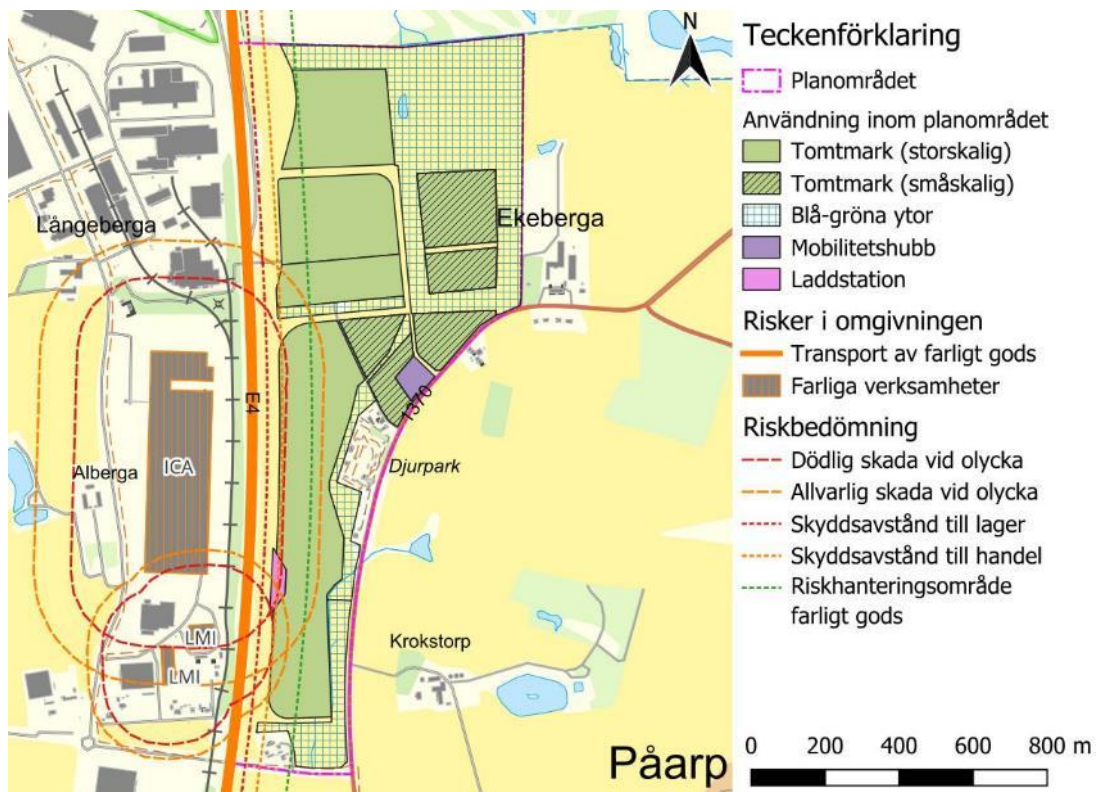 N
Långeberga
Ekeberga
E4
1370
ICA
Alberga
Djurpark
LMI
LMI
Krokstorp
Påarp
Teckenförklaring
Planområdet
Användning inom planområdet
Tomtmark (storskalig)
Tomtmark (småskalig)
Blå-gröna ytor
Mobilitetshubb
Laddstation
Risker i omgivningen
Transport av farligt gods
Farliga verksamheter
Riskbedömning
Dödlig skada vid olycka
Allvarlig skada vid olycka
Skyddsavstånd till lager
Skyddsavstånd till handel
Riskhanteringsområde
farligt gods
0 200 400 600 800 m